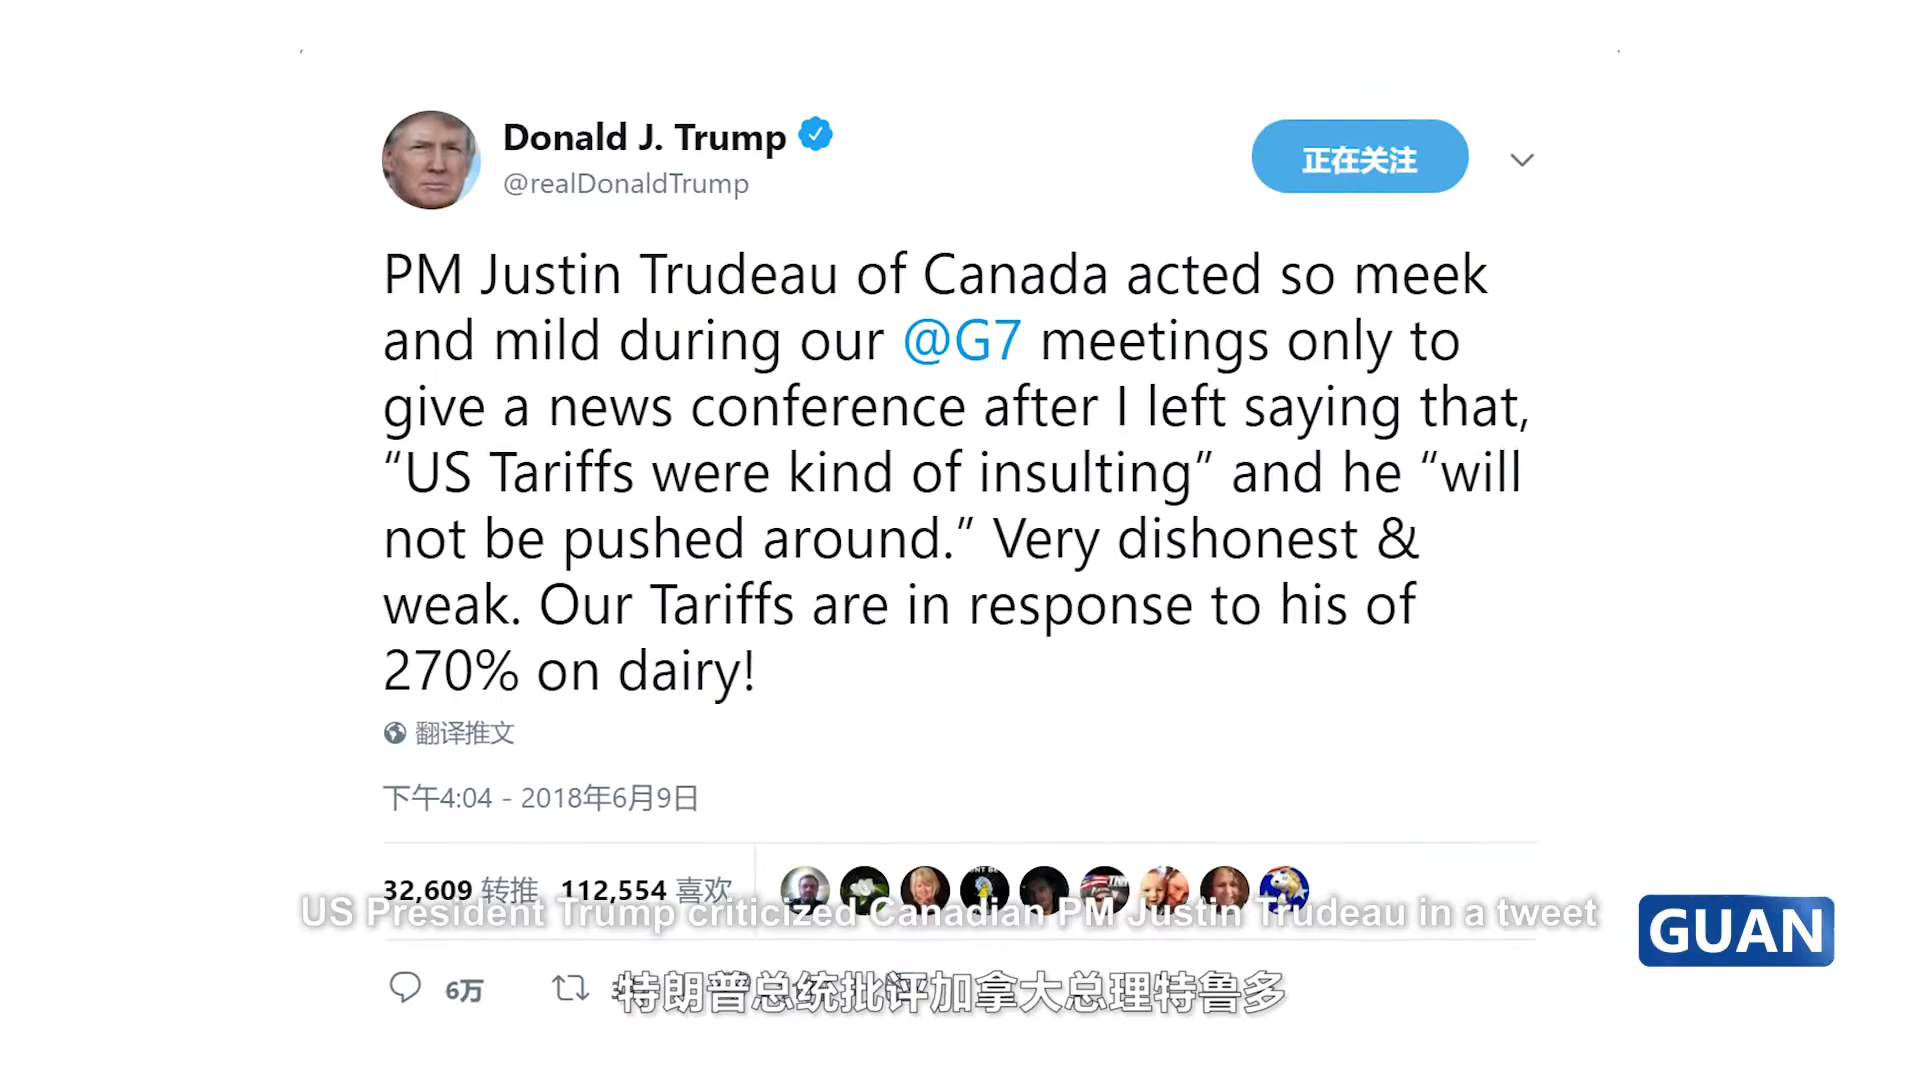 Donald J. Trump
@realDonaldTrump
正在关注
PM Justin Trudeau of Canada acted so meek
and mild during our @G7 meetings only to
give a news conference after I left saying that,
“US Tariffs were kind of insulting” and he “will
not be pushed around.” Very dishonest &
weak. Our Tariffs are in response to his of
270% on dairy!
翻译推文
下午4:04 - 2018年6月9日
32,609 转推 112,554 喜欢
US President Trump criticized Canadian PM Justin Trudeau in a tweet
GUAN
6万
特朗普总统批评加拿大总理特鲁多